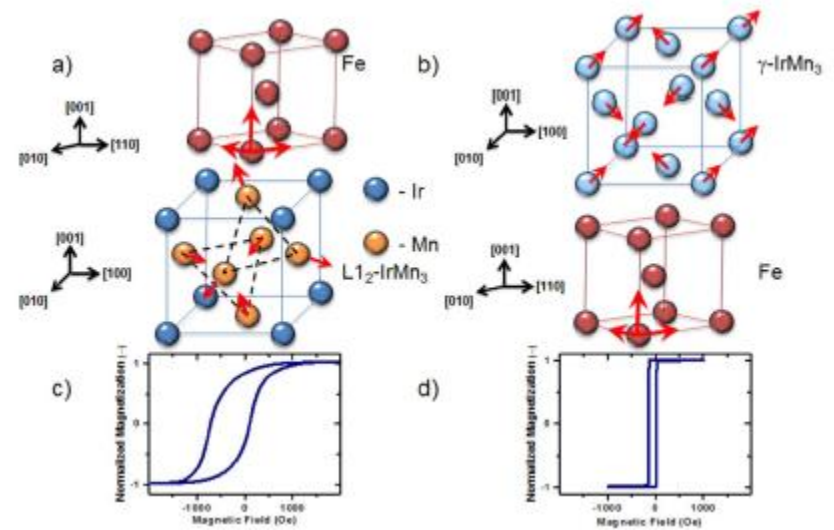 a)
Fe
[001]
[010]
[110]
- Ir
- Mn
[001]
[100]
[010]
L1₂-IrMn₃
b)
γ-IrMn₃
[001]
[100]
[010]
[001]
[010]
[110]
Fe
c)
Normalized Magnetization (--)
1
0
-1
-1000
0
1000
Magnetic Field (Oe)
d)
Normalized Magnetization (--)
1
0
-1
-1000
0
1000
Magnetic Field (Oe)